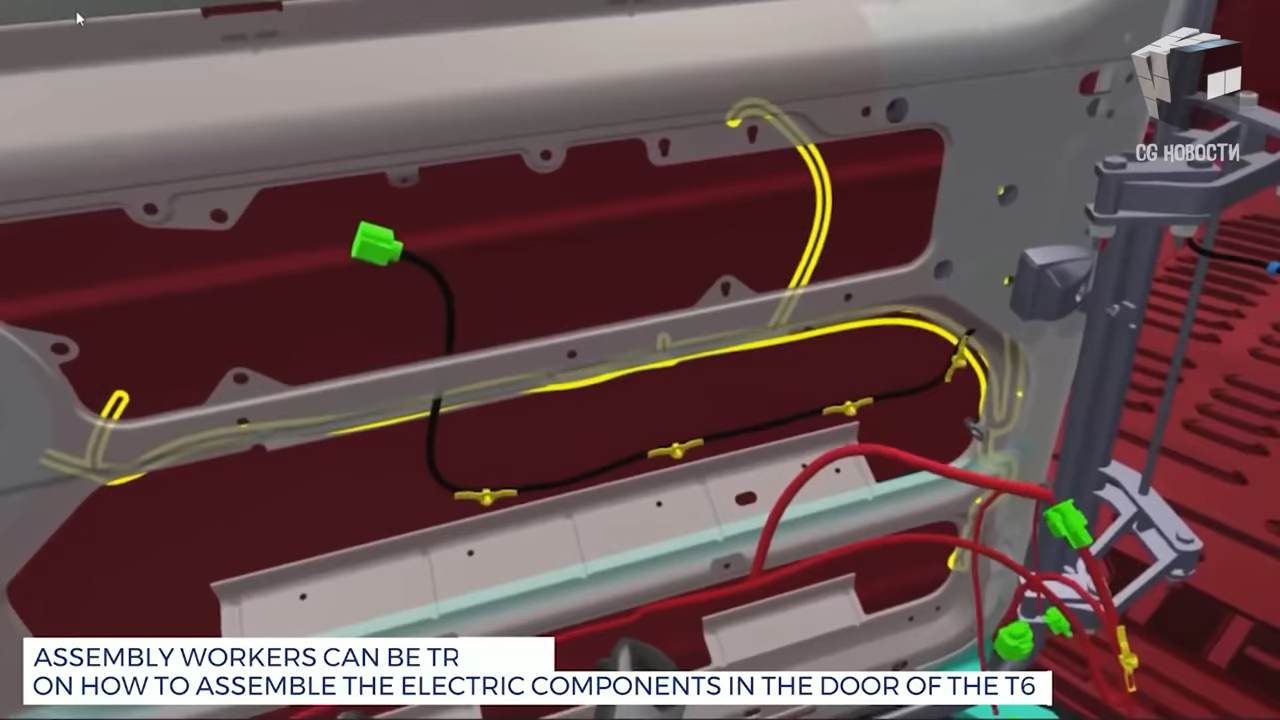 CG НОВОСТИ
ASSEMBLY WORKERS CAN BE TR
ON HOW TO ASSEMBLE THE ELECTRIC COMPONENTS IN THE DOOR OF THE T6